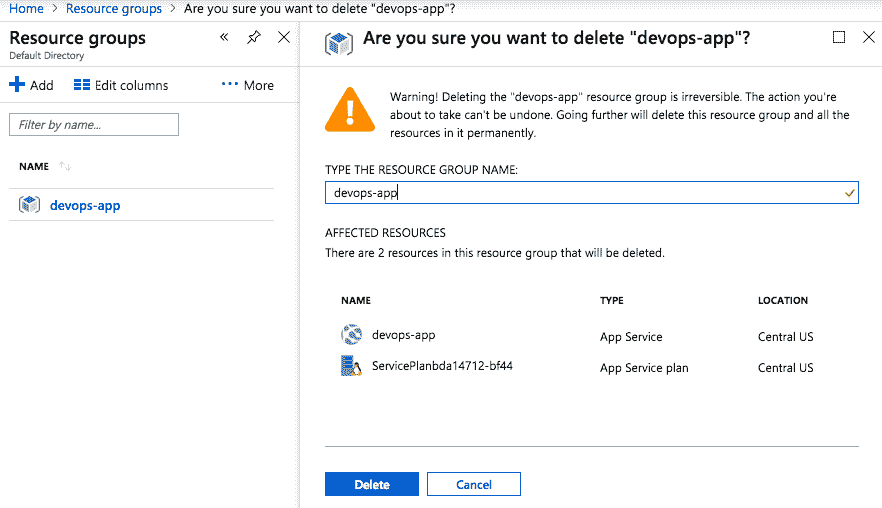 Home > Resource groups > Are you sure you want to delete "devops-app"?
Resource groups
Default Directory
+ Add Edit columns ··· More
Filter by name...
NAME
devops-app
Are you sure you want to delete "devops-app"?
Warning! Deleting the "devops-app" resource group is irreversible. The action you're
about to take can't be undone. Going further will delete this resource group and all the
resources in it permanently.
TYPE THE RESOURCE GROUP NAME:
devops-app
AFFECTED RESOURCES
There are 2 resources in this resource group that will be deleted.
NAME TYPE LOCATION
devops-app App Service Central US
ServicePlanbda14712-bf44 App Service plan Central US
Delete Cancel